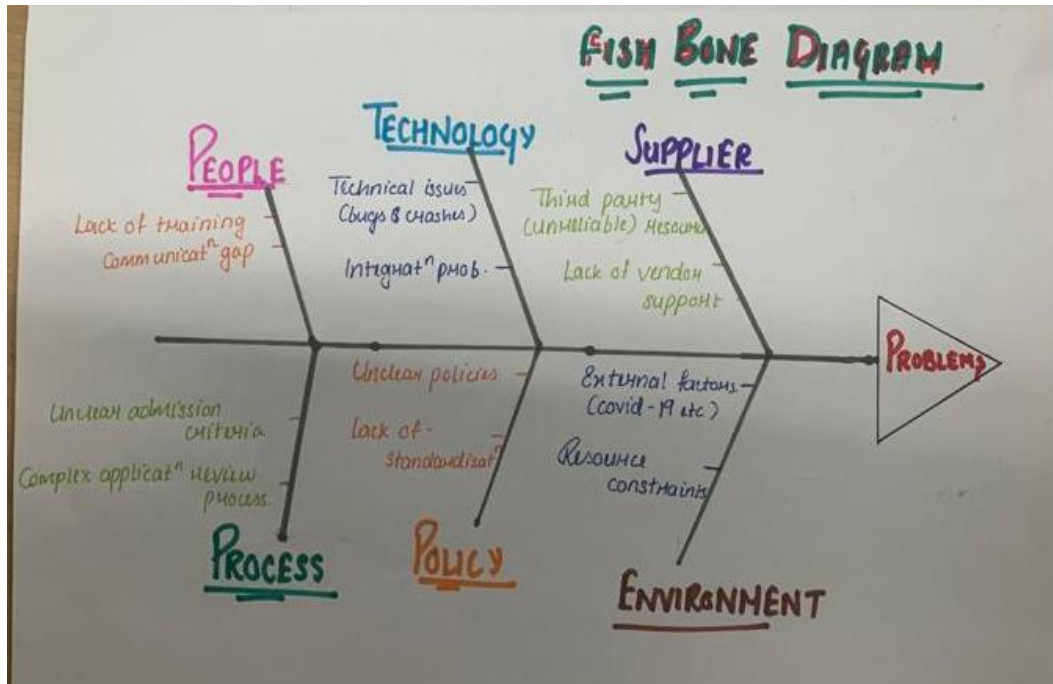 FISH BONE DIAGRAM
PEOPLE
Lack of training
Communicatⁿ gap
TECHNOLOGY
Technical issues
(bugs & crashes)
Integratⁿ prob.
SUPPLIER
Third party
(unreliable) resource
Lack of vendor
support
PROBLEMS
Unclear admission
criteria
Complex applicatⁿ review
process.
PROCESS
Unclear policies
Lack of -
standardisatⁿ
POLICY
External factors.
(covid-19 etc)
Resource
constraints
ENVIRONMENT